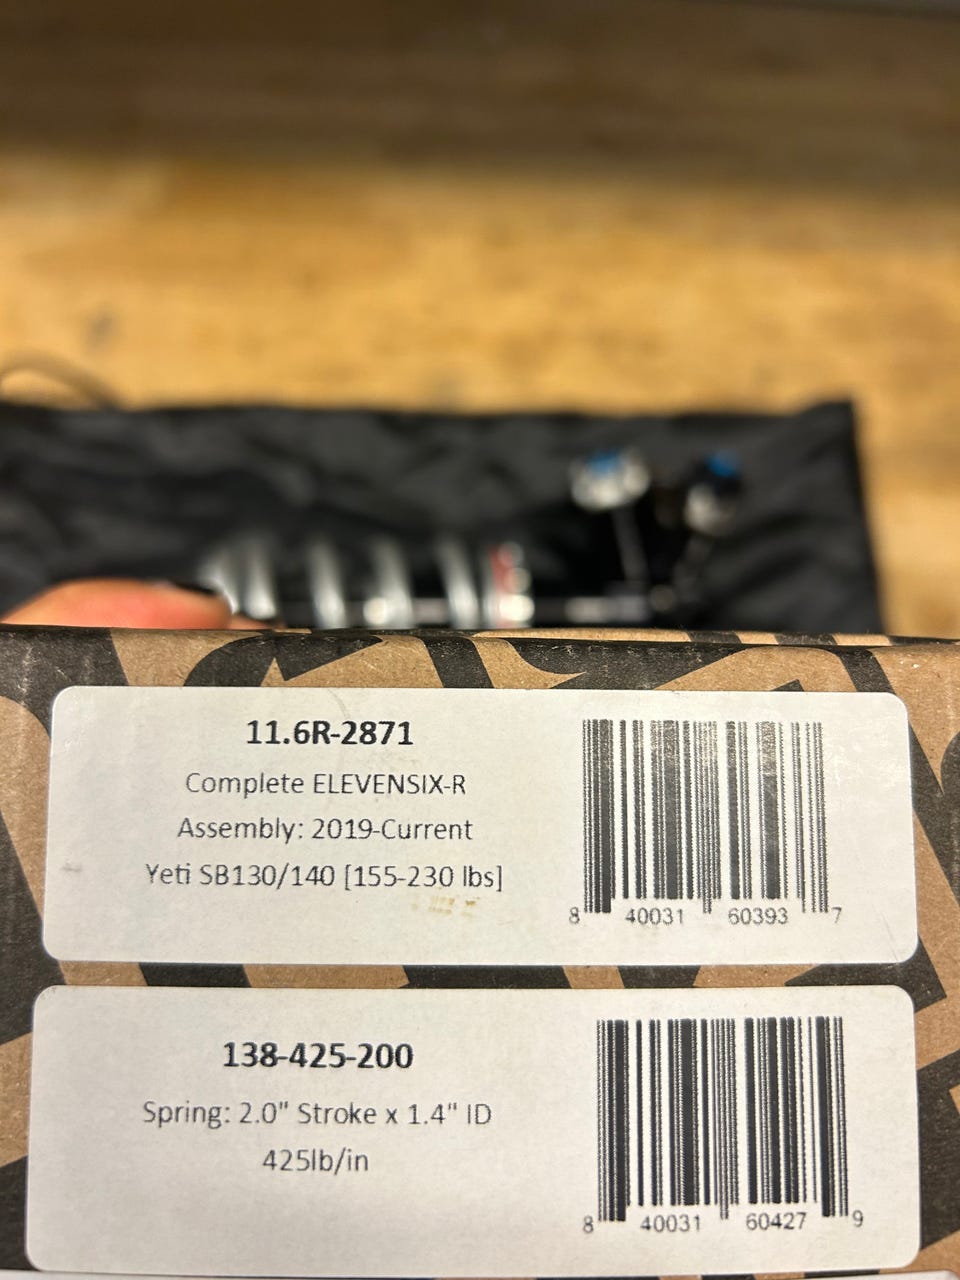 11.6R-2871
Complete ELEVENSIX-R
Assembly: 2019-Current
Yeti SB130/140 [155-230 lbs]
8 40031 60393 7
138-425-200
Spring: 2.0" Stroke x 1.4" ID
425lb/in
8 40031 60427 9